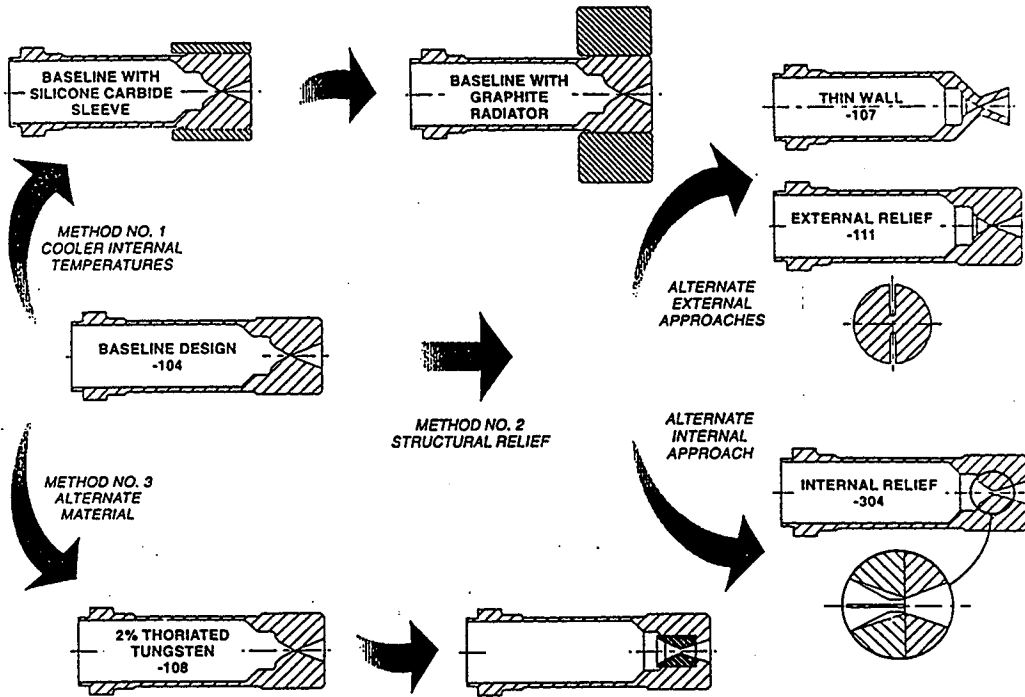 BASELINE WITH
SILICONE CARBIDE
SLEEVE
BASELINE WITH
GRAPHITE
RADIATOR
THIN WALL
-107
METHOD NO. 1
COOLER INTERNAL
TEMPERATURES
EXTERNAL RELIEF
-111
ALTERNATE
EXTERNAL
APPROACHES
BASELINE DESIGN
-104
METHOD NO. 2
STRUCTURAL RELIEF
ALTERNATE
INTERNAL
APPROACH
METHOD NO. 3
ALTERNATE
MATERIAL
INTERNAL RELIEF
-304
2% THORIATED
TUNGSTEN
-108